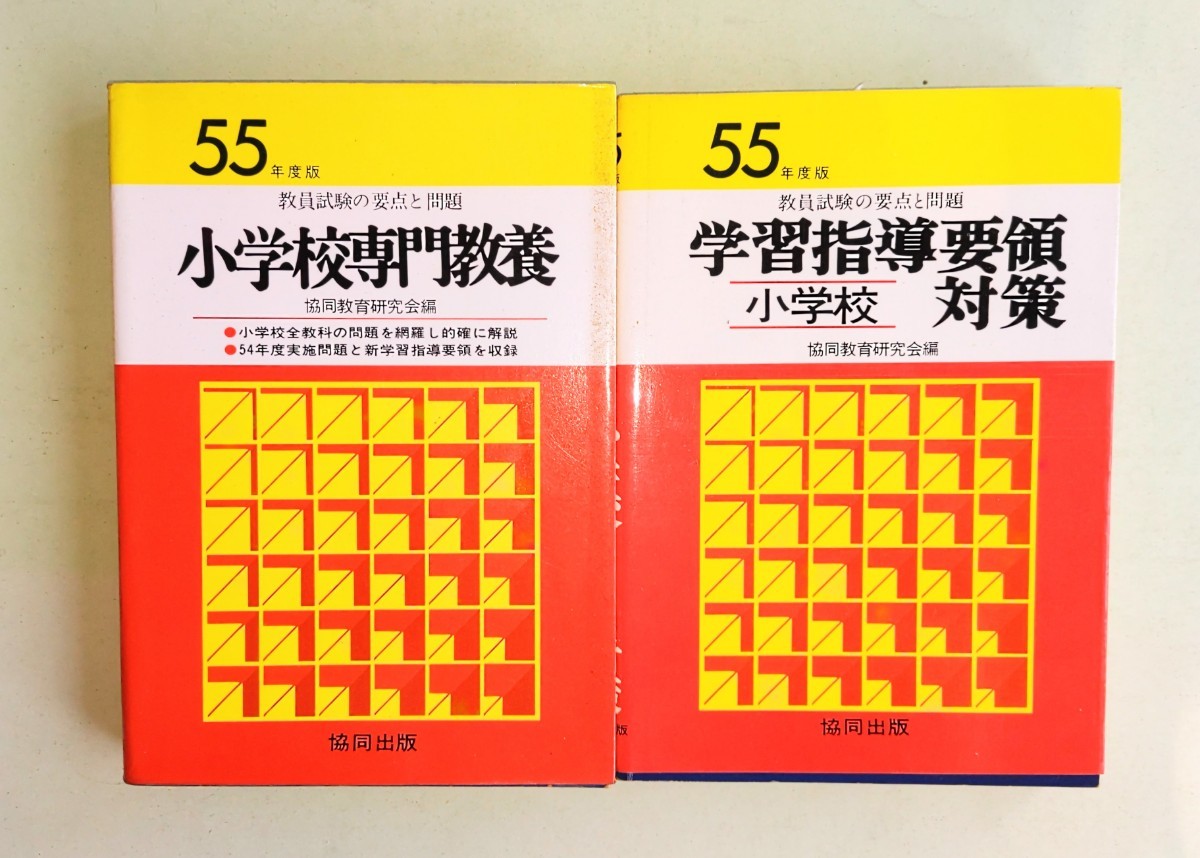 55年度版
教員試験の要点と問題
小学校専門教養
協同教育研究会編
●小学校全教科の問題を網羅し的確に解説
●54年度実施問題と新学習指導要領を収録
協同出版
55年度版
教員試験の要点と問題
学習指導要領
小学校 対策
協同教育研究会編
協同出版